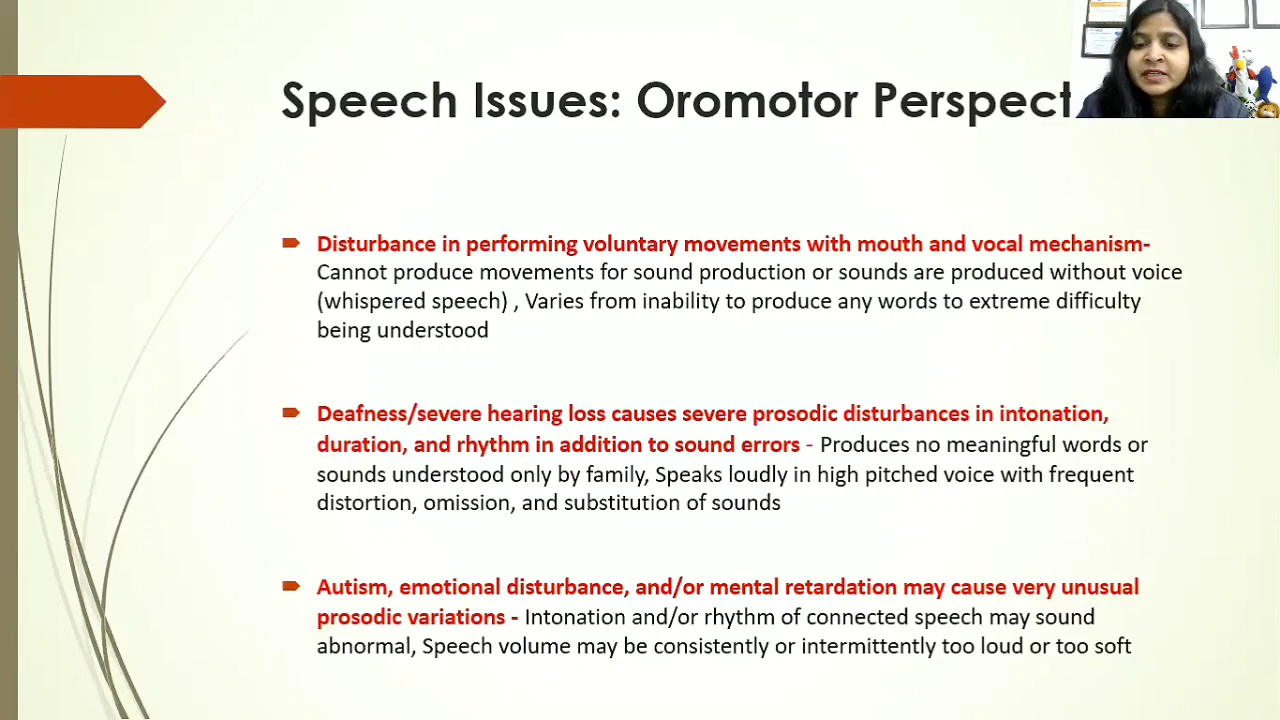 Speech Issues: Oromotor Perspect
Disturbance in performing voluntary movements with mouth and vocal mechanism-
Cannot produce movements for sound production or sounds are produced without voice
(whispered speech) , Varies from inability to produce any words to extreme difficulty
being understood
Deafness/severe hearing loss causes severe prosodic disturbances in intonation,
duration, and rhythm in addition to sound errors - Produces no meaningful words or
sounds understood only by family, Speaks loudly in high pitched voice with frequent
distortion, omission, and substitution of sounds
Autism, emotional disturbance, and/or mental retardation may cause very unusual
prosodic variations - Intonation and/or rhythm of connected speech may sound
abnormal, Speech volume may be consistently or intermittently too loud or too soft